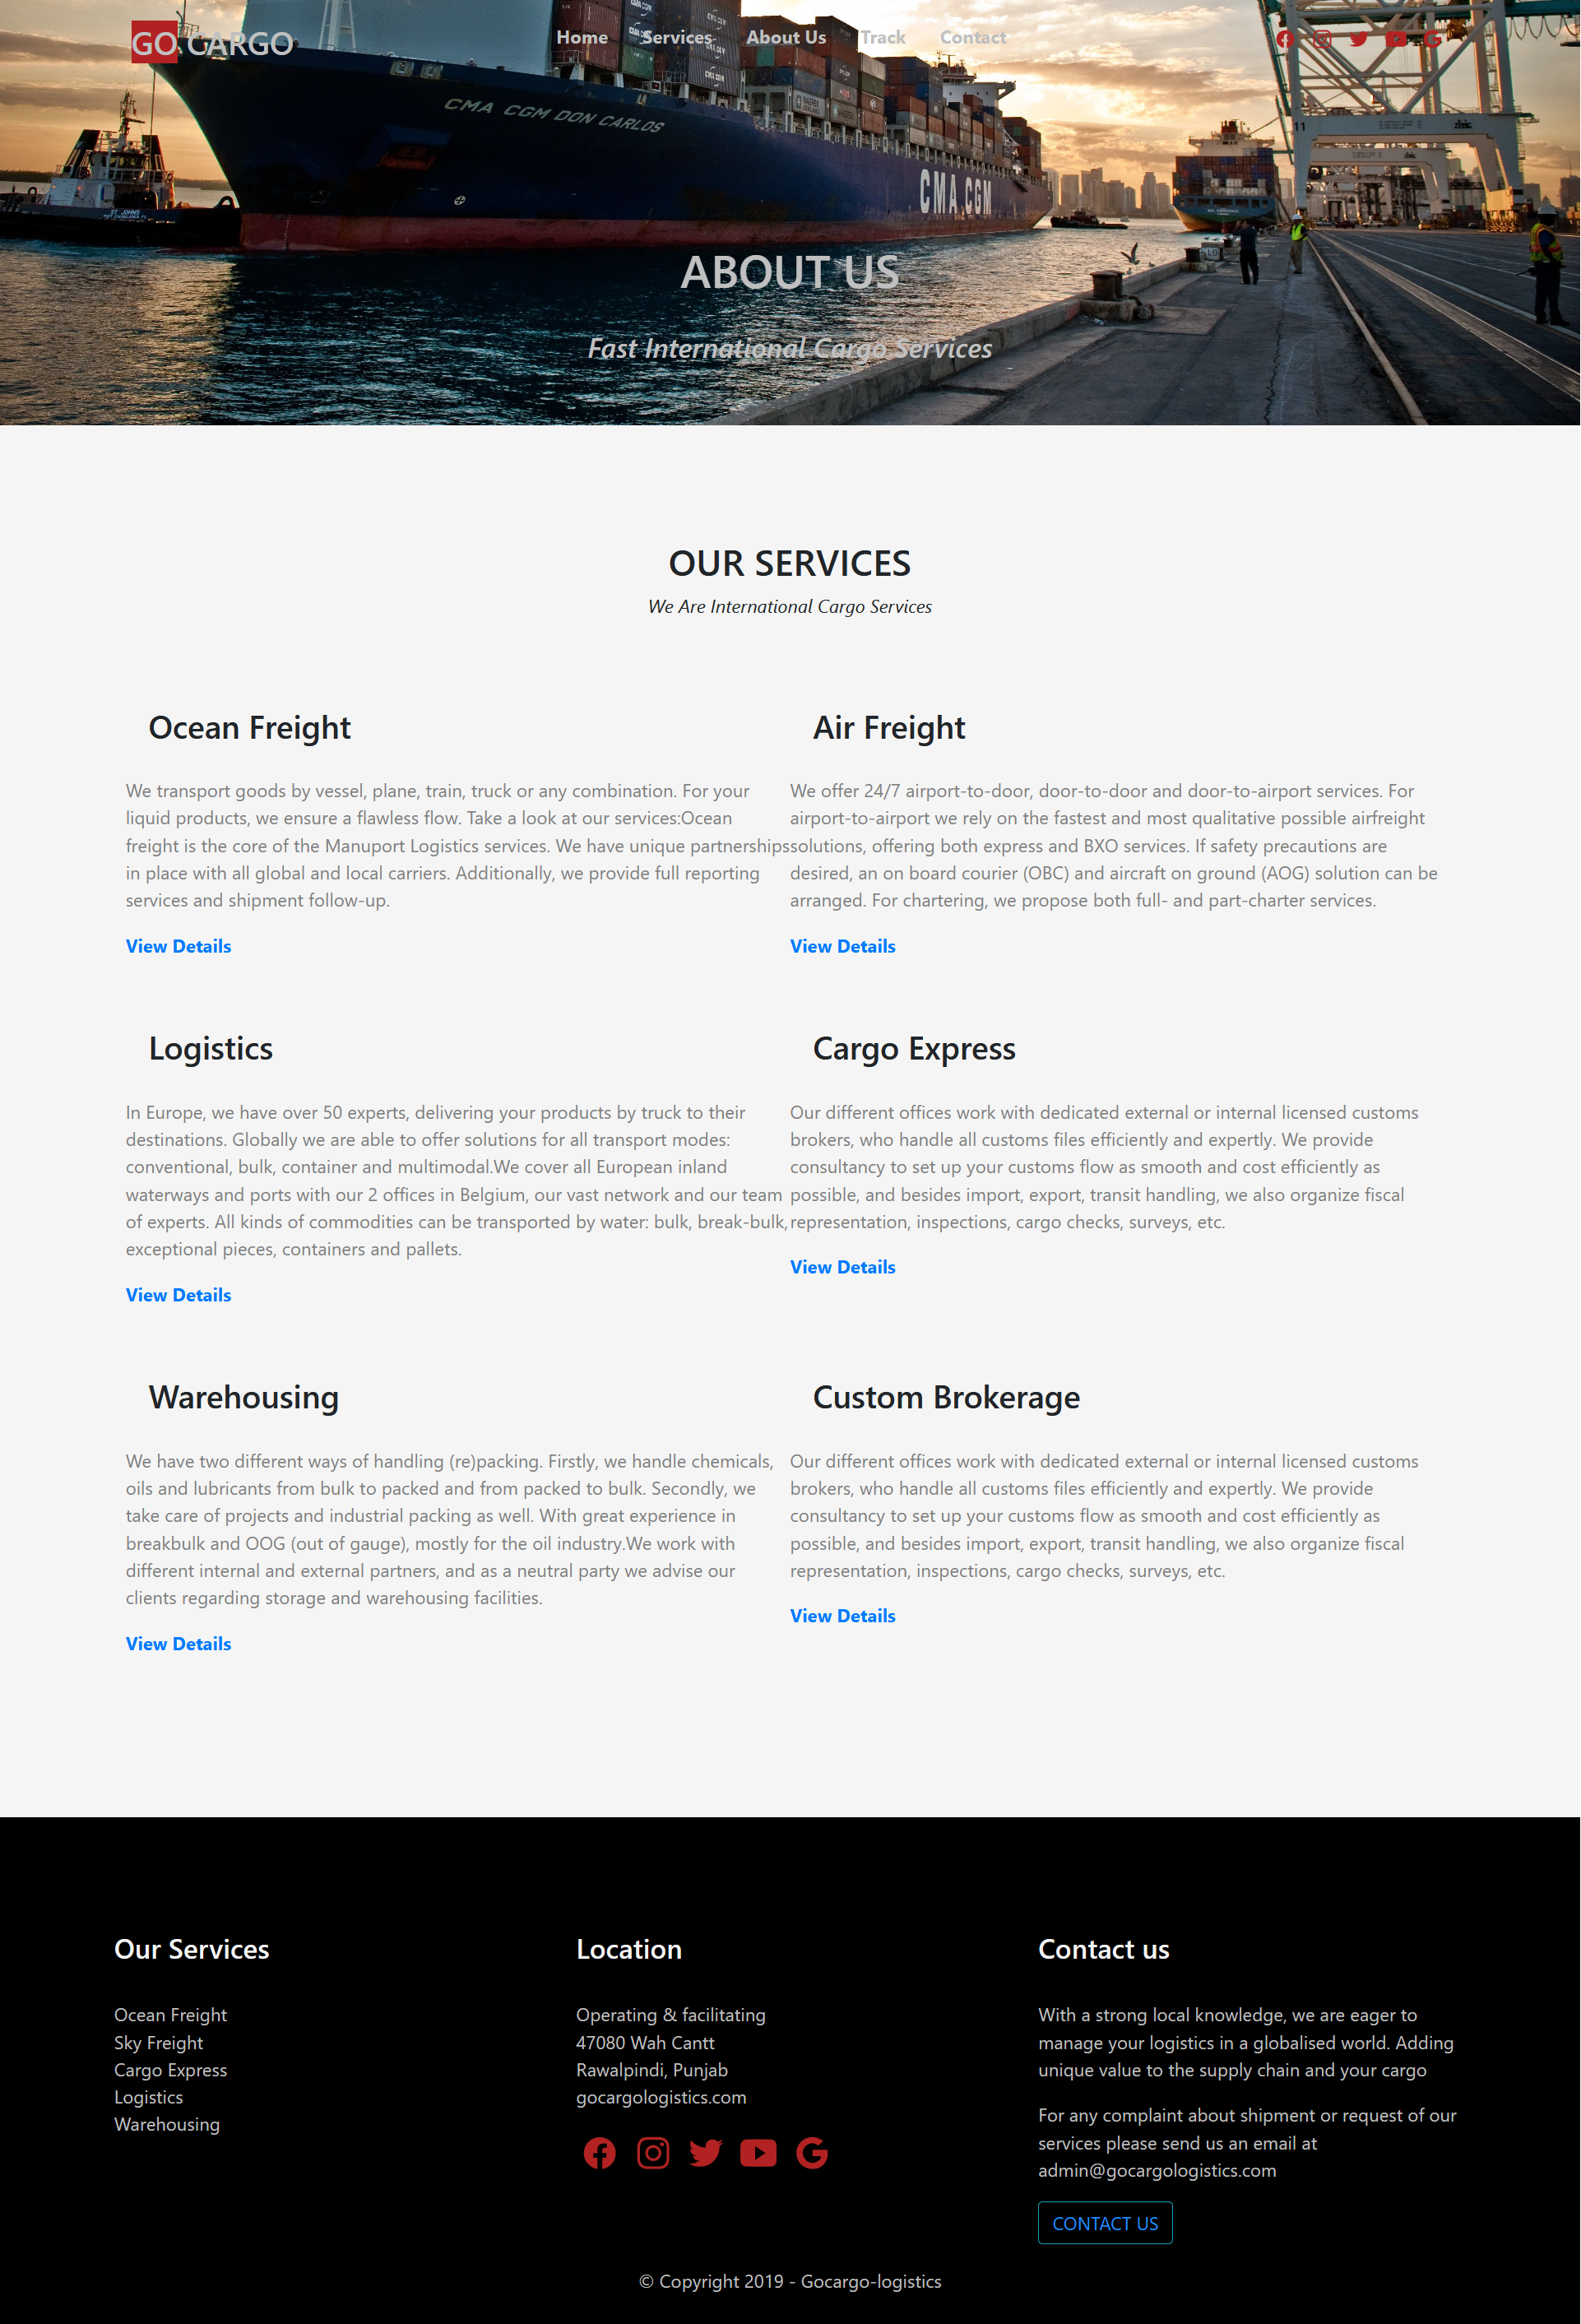 GO CARGO
Home Services About Us Track Contact
CMA CGM DON CARLOS
CMA CGM
ST. JOHNS
11
ABOUT US
Fast International Cargo Services
OUR SERVICES
We Are International Cargo Services
Ocean Freight
We transport goods by vessel, plane, train, truck or any combination. For your
liquid products, we ensure a flawless flow. Take a look at our services:Ocean
freight is the core of the Manuport Logistics services. We have unique partnerships
in place with all global and local carriers. Additionally, we provide full reporting
services and shipment follow-up.
View Details
Air Freight
We offer 24/7 airport-to-door, door-to-door and door-to-airport services. For
airport-to-airport we rely on the fastest and most qualitative possible airfreight
solutions, offering both express and BXO services. If safety precautions are
desired, an on board courier (OBC) and aircraft on ground (AOG) solution can be
arranged. For chartering, we propose both full- and part-charter services.
View Details
Logistics
In Europe, we have over 50 experts, delivering your products by truck to their
destinations. Globally we are able to offer solutions for all transport modes:
conventional, bulk, container and multimodal.We cover all European inland
waterways and ports with our 2 offices in Belgium, our vast network and our team
of experts. All kinds of commodities can be transported by water: bulk, break-bulk,
exceptional pieces, containers and pallets.
View Details
Cargo Express
Our different offices work with dedicated external or internal licensed customs
brokers, who handle all customs files efficiently and expertly. We provide
consultancy to set up your customs flow as smooth and cost efficiently as
possible, and besides import, export, transit handling, we also organize fiscal
representation, inspections, cargo checks, surveys, etc.
View Details
Warehousing
We have two different ways of handling (re)packing. Firstly, we handle chemicals,
oils and lubricants from bulk to packed and from packed to bulk. Secondly, we
take care of projects and industrial packing as well. With great experience in
breakbulk and OOG (out of gauge), mostly for the oil industry.We work with
different internal and external partners, and as a neutral party we advise our
clients regarding storage and warehousing facilities.
View Details
Custom Brokerage
Our different offices work with dedicated external or internal licensed customs
brokers, who handle all customs files efficiently and expertly. We provide
consultancy to set up your customs flow as smooth and cost efficiently as
possible, and besides import, export, transit handling, we also organize fiscal
representation, inspections, cargo checks, surveys, etc.
View Details
Our Services
Ocean Freight
Sky Freight
Cargo Express
Logistics
Warehousing
Location
Operating & facilitating
47080 Wah Cantt
Rawalpindi, Punjab
gocargologistics.com
Contact us
With a strong local knowledge, we are eager to
manage your logistics in a globalised world. Adding
unique value to the supply chain and your cargo
For any complaint about shipment or request of our
services please send us an email at
admin@gocargologistics.com
CONTACT US
© Copyright 2019 - Gocargo-logistics